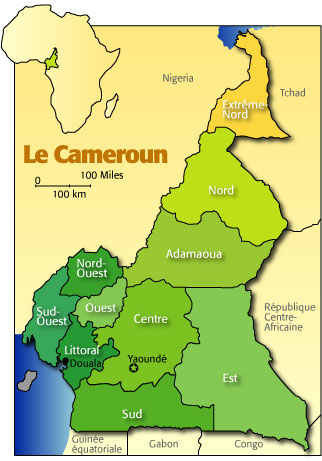 Nigeria
Tchad
Extrême-
Nord
Le Cameroun
100 Miles
0
100 km
Nord
Adamaoua
Nord-
Ouest
Sud-
Ouest
Ouest
Centre
République
Centre-
Africaine
Littoral
Douala
Yaoundé
Est
Sud
Guinée
équatoriale
Gabon
Congo